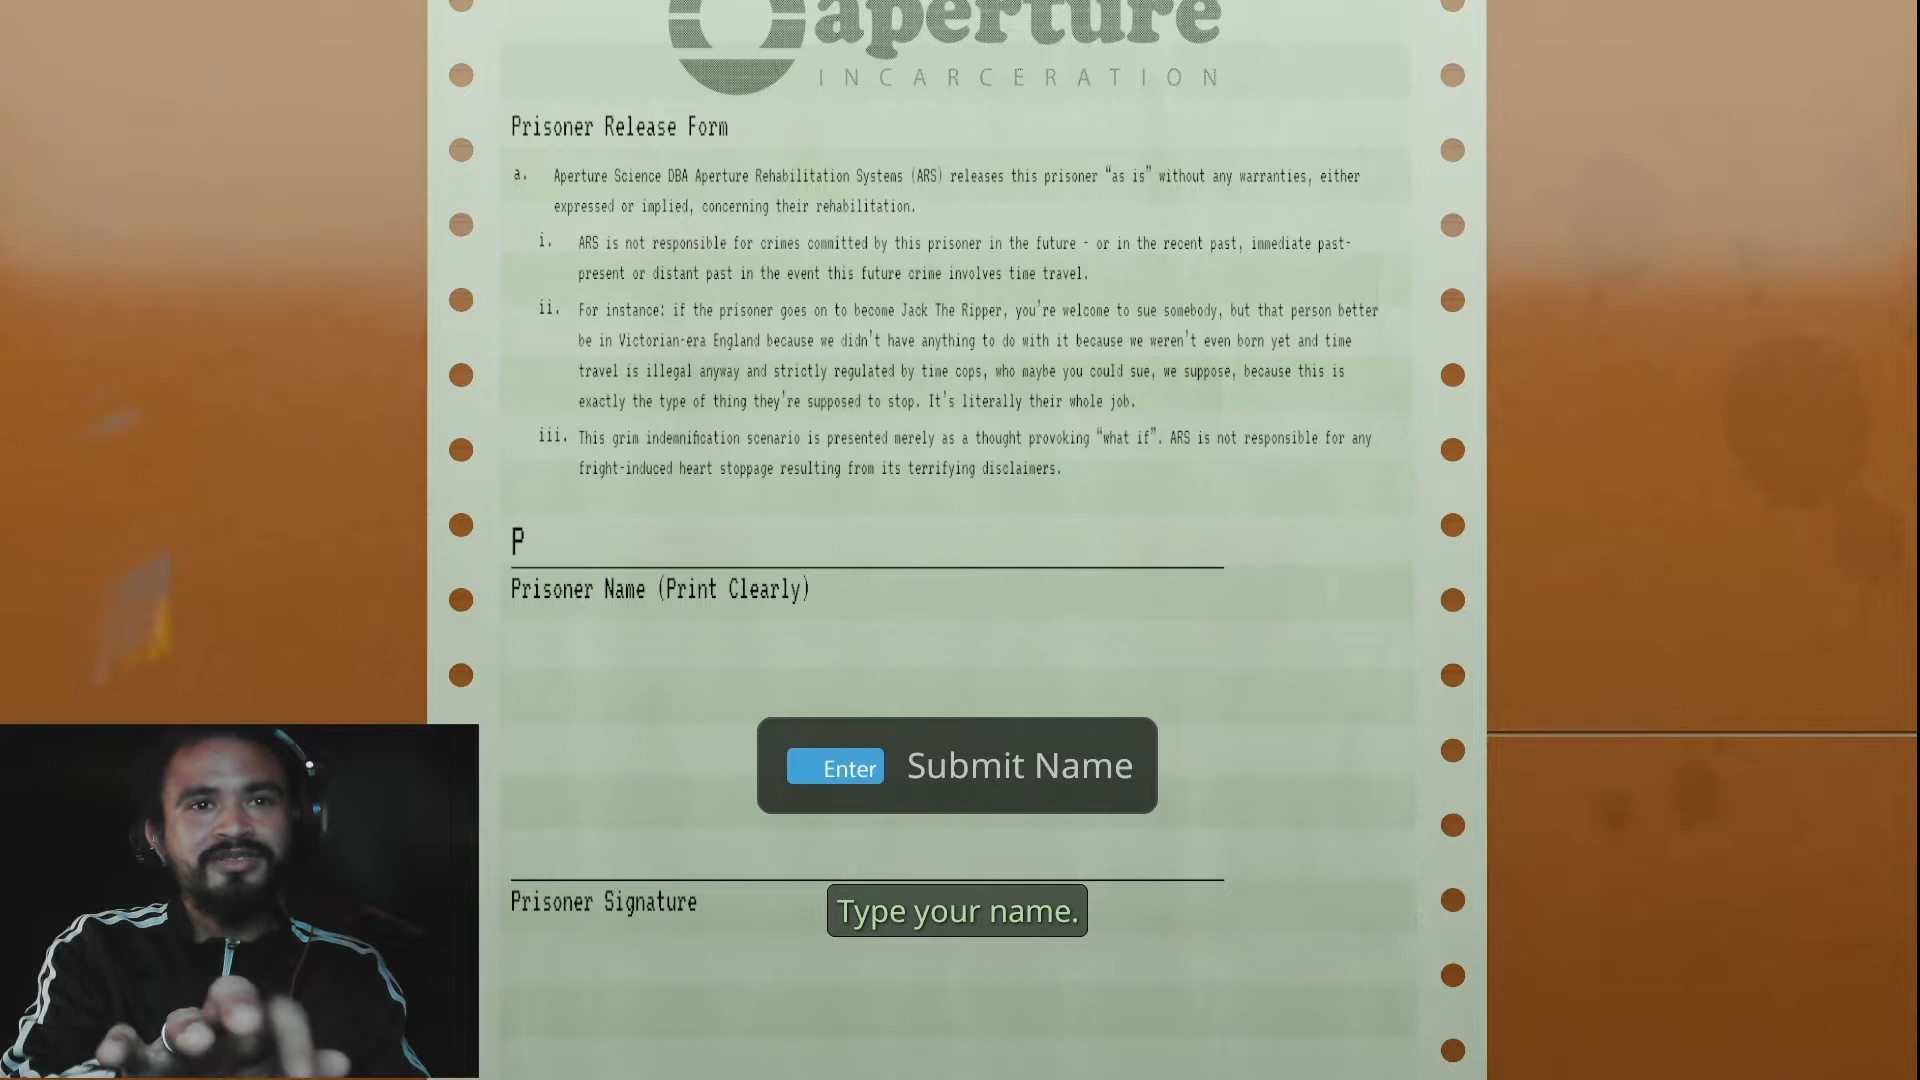 aperture
INCARCERATION
Prisoner Release Form
a. Aperture Science DBA Aperture Rehabilitation Systems (ARS) releases this prisoner “as is” without any warranties, either
expressed or implied, concerning their rehabilitation.
i. ARS is not responsible for crimes committed by this prisoner in the future - or in the recent past, immediate past-
present or distant past in the event this future crime involves time travel.
ii. For instance: if the prisoner goes on to become Jack The Ripper, you're welcome to sue somebody, but that person better
be in Victorian-era England because we didn't have anything to do with it because we weren't even born yet and time
travel is illegal anyway and strictly regulated by time cops, who maybe you could sue, we suppose, because this is
exactly the type of thing they're supposed to stop. It's literally their whole job.
iii. This grim indemnification scenario is presented merely as a thought provoking “what if”. ARS is not responsible for any
fright-induced heart stoppage resulting from its terrifying disclaimers.
P
Prisoner Name (Print Clearly)
Enter Submit Name
Prisoner Signature
Type your name.